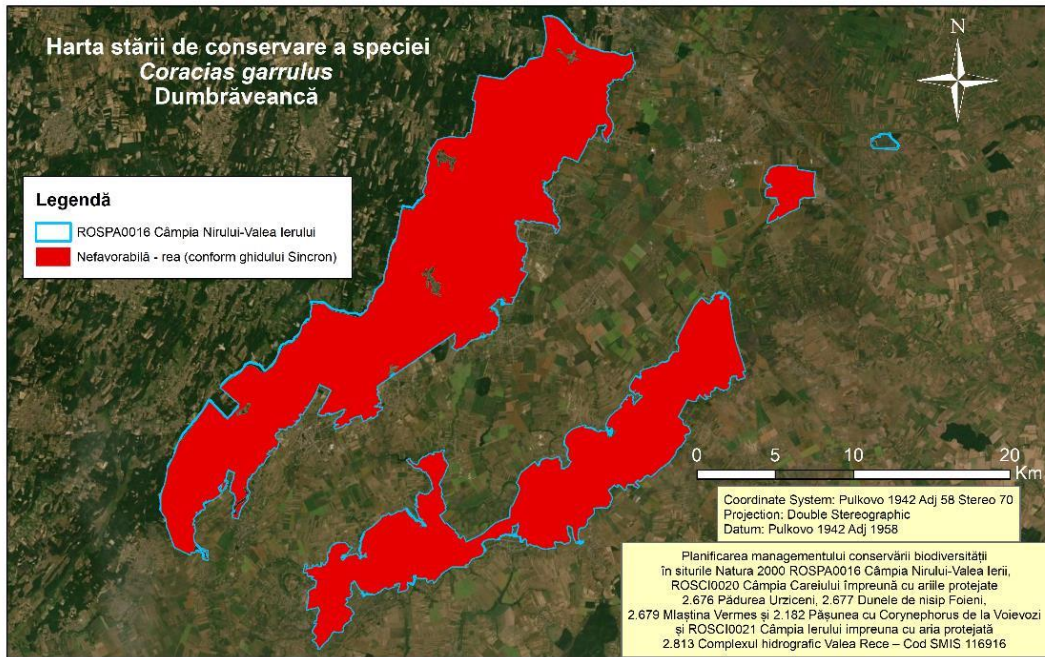 Harta stării de conservare a speciei
Coracias garrulus
Dumbrăveancă
N
Legendă
ROSPA0016 Câmpia Nirului-Valea Ierului
Nefavorabilă - rea (conform ghidului Sincron)
0 5 10 20
Km
Coordinate System: Pulkovo 1942 Adj 58 Stereo 70
Projection: Double Stereographic
Datum: Pulkovo 1942 Adj 1958
Planificarea managementului conservării biodiversității
în siturile Natura 2000 ROSPA0016 Câmpia Nirului-Valea Ierii,
ROSCI0020 Câmpia Careiului împreună cu ariile protejate
2.676 Pădurea Urziceni, 2.677 Dunele de nisip Foieni,
2.679 Mlaștina Vermes și 2.182 Pășunea cu Corynephorus de la Voievozi
și ROSCI0021 Câmpia Ierului impreuna cu aria protejată
2.813 Complexul hidrografic Valea Rece – Cod SMIS 116916